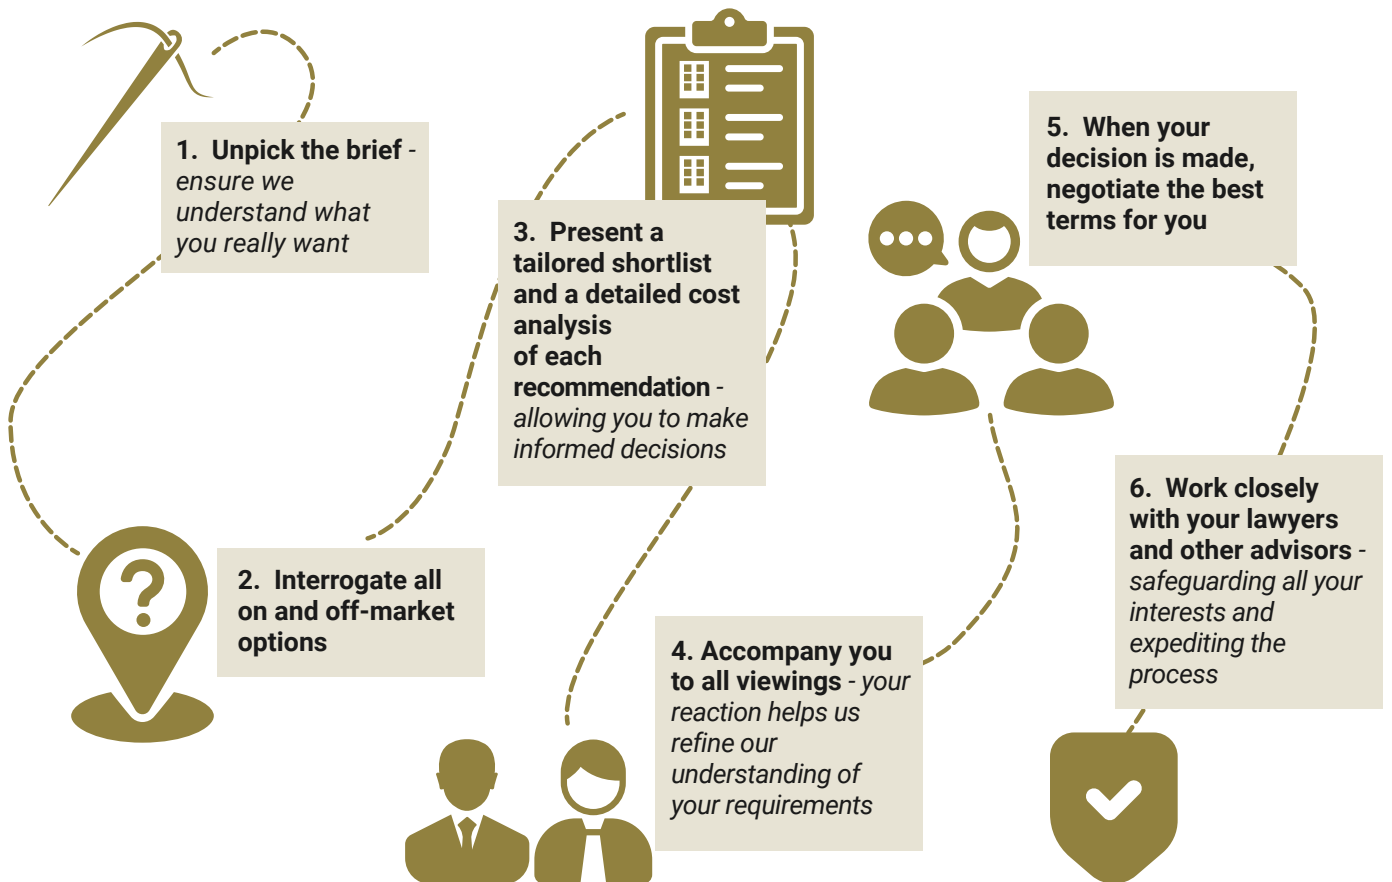 1. Unpick the brief -
ensure we
understand what
you really want
2. Interrogate all
on and off-market
options
3. Present a
tailored shortlist
and a detailed cost
analysis
of each
recommendation -
allowing you to make
informed decisions
4. Accompany you
to all viewings - your
reaction helps us
refine our
understanding of
your requirements
5. When your
decision is made,
negotiate the best
terms for you
6. Work closely
with your lawyers
and other advisors -
safeguarding all your
interests and
expediting the
process
?